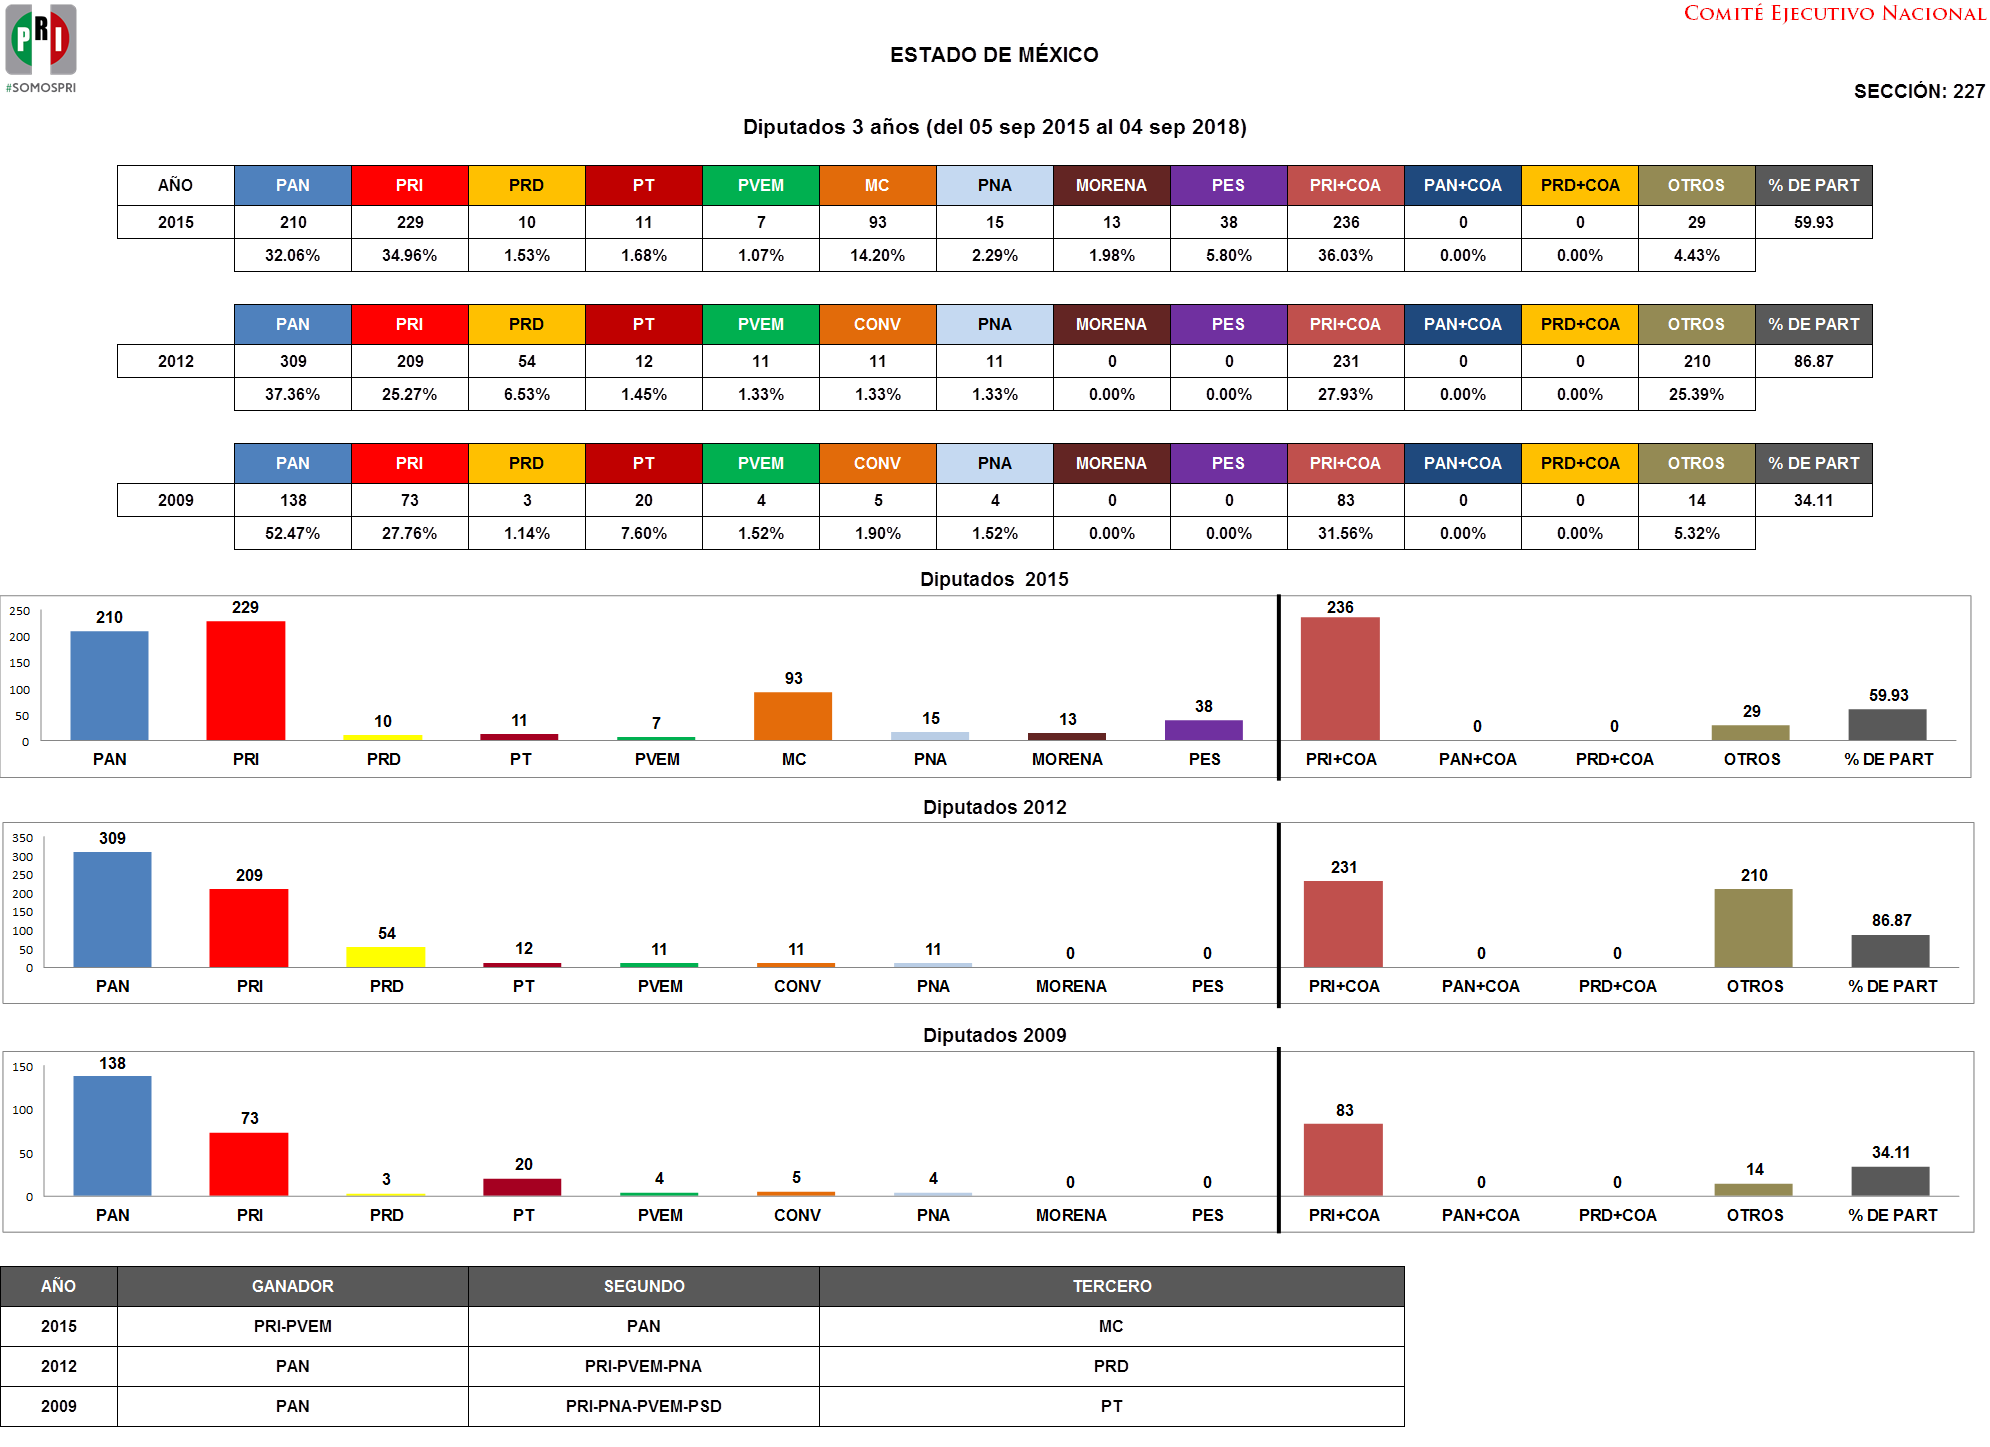 PRI
#SOMOSPRI
COMITÉ EJECUTIVO NACIONAL
ESTADO DE MÉXICO
SECCIÓN: 227
Diputados 3 años (del 05 sep 2015 al 04 sep 2018)
AÑO PAN PRI PRD PT PVEM MC PNA MORENA PES PRI+COA PAN+COA PRD+COA OTROS % DE PART
2015 210 229 10 11 7 93 15 13 38 236 0 0 29 59.93
32.06% 34.96% 1.53% 1.68% 1.07% 14.20% 2.29% 1.98% 5.80% 36.03% 0.00% 0.00% 4.43%
PAN PRI PRD PT PVEM CONV PNA MORENA PES PRI+COA PAN+COA PRD+COA OTROS % DE PART
2012 309 209 54 12 11 11 11 0 0 231 0 0 210 86.87
37.36% 25.27% 6.53% 1.45% 1.33% 1.33% 1.33% 0.00% 0.00% 27.93% 0.00% 0.00% 25.39%
PAN PRI PRD PT PVEM CONV PNA MORENA PES PRI+COA PAN+COA PRD+COA OTROS % DE PART
2009 138 73 3 20 4 5 4 0 0 83 0 0 14 34.11
52.47% 27.76% 1.14% 7.60% 1.52% 1.90% 1.52% 0.00% 0.00% 31.56% 0.00% 0.00% 5.32%
Diputados 2015
250
200
150
100
50
0
210 229 10 11 7 93 15 13 38 236 0 0 29 59.93
PAN PRI PRD PT PVEM MC PNA MORENA PES PRI+COA PAN+COA PRD+COA OTROS % DE PART
Diputados 2012
350
300
250
200
150
100
50
0
309 209 54 12 11 11 11 0 0 231 0 0 210 86.87
PAN PRI PRD PT PVEM CONV PNA MORENA PES PRI+COA PAN+COA PRD+COA OTROS % DE PART
Diputados 2009
150
100
50
0
138 73 3 20 4 5 4 0 0 83 0 0 14 34.11
PAN PRI PRD PT PVEM CONV PNA MORENA PES PRI+COA PAN+COA PRD+COA OTROS % DE PART
AÑO GANADOR SEGUNDO TERCERO
2015 PRI-PVEM PAN MC
2012 PAN PRI-PVEM-PNA PRD
2009 PAN PRI-PNA-PVEM-PSD PT